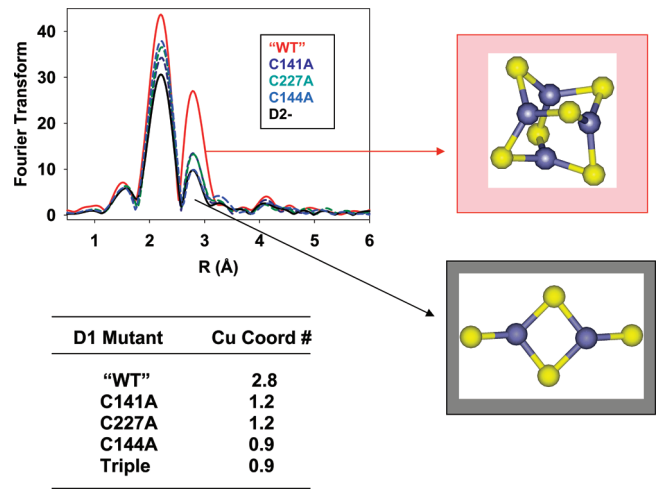 Fourier Transform
40
30
20
10
0
1
2
3
4
5
6
R (Å)
“WT”
C141A
C227A
C144A
D2-
D1 Mutant Cu Coord #
“WT” 2.8
C141A 1.2
C227A 1.2
C144A 0.9
Triple 0.9